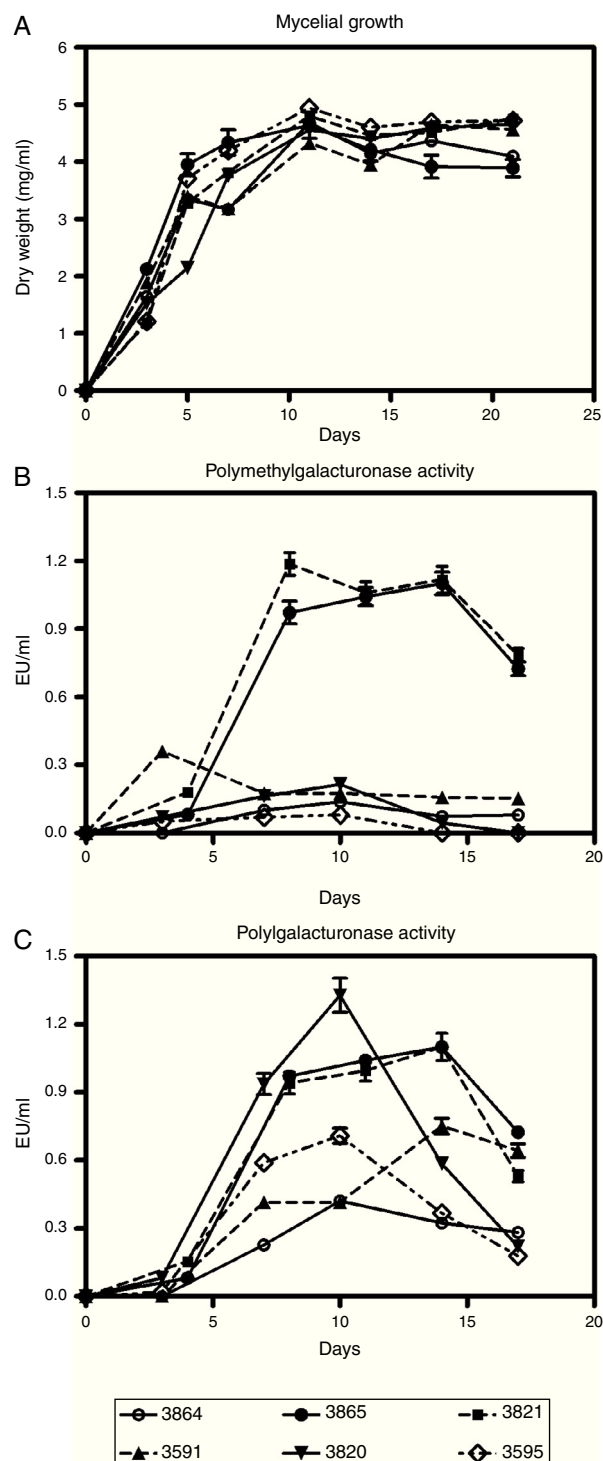 A
Mycelial growth
6
5
4
3
2
1
0
Dry weight (mg/ml)
0 5 10 15 20 25
Days
B
Polymethylgalacturonase activity
1.5
1.2
0.9
0.6
0.3
0.0
EU/ml
0 5 10 15 20
Days
C
Polylgalacturonase activity
1.5
1.2
0.9
0.6
0.3
0.0
EU/ml
0 5 10 15 20
Days
3864 3865 3821
3591 3820 3595